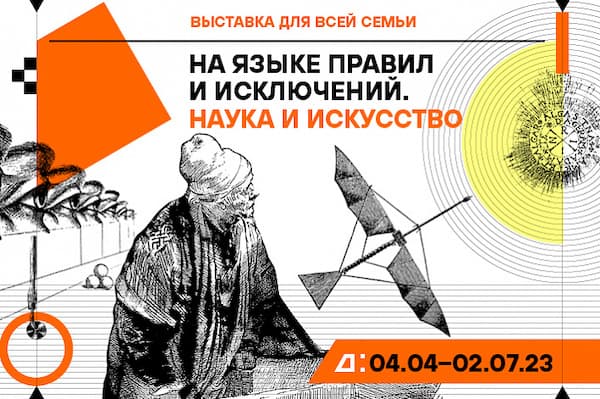 ВЫСТАВКА ДЛЯ ВСЕЙ СЕМЬИ
НА ЯЗЫКЕ ПРАВИЛ
И ИСКЛЮЧЕНИЙ.
НАУКА И ИСКУССТВО
Д: 04.04–02.07.23